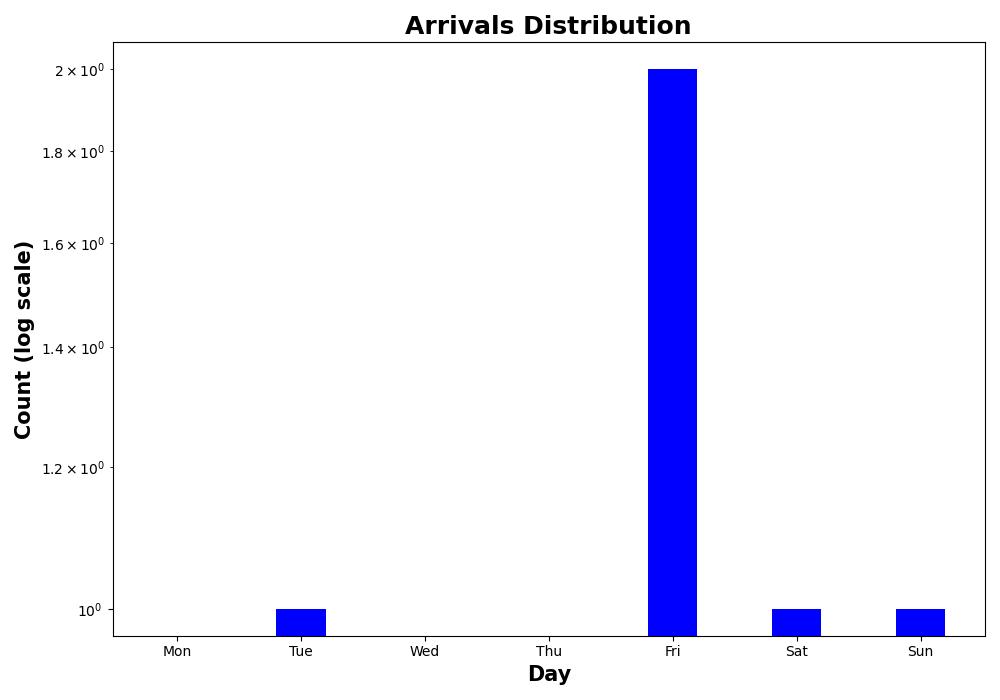 Arrivals Distribution
Count (log scale)
2 × 10⁰
1.8 × 10⁰
1.6 × 10⁰
1.4 × 10⁰
1.2 × 10⁰
10⁰
Mon Tue Wed Thu Fri Sat Sun
Day